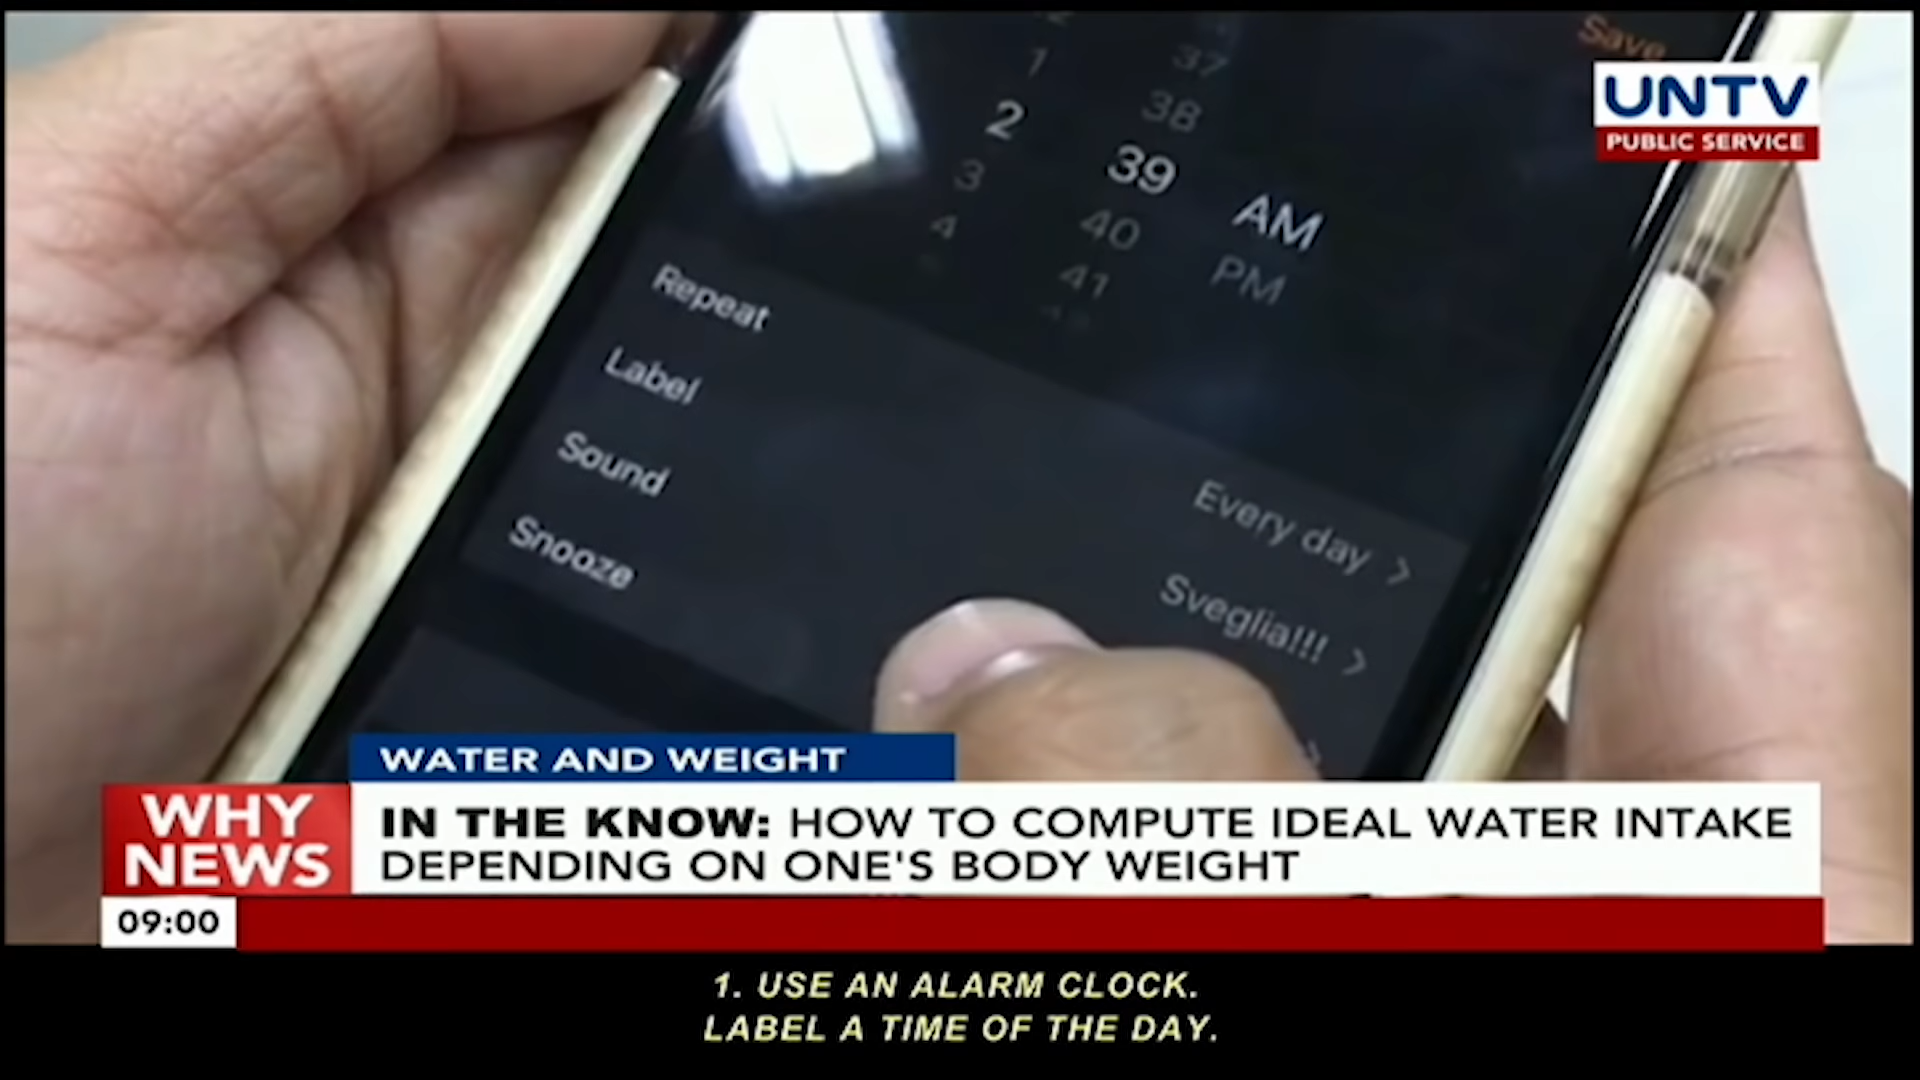 Save
UNTV
PUBLIC SERVICE
1
37
38
2
39
AM
3
40
PM
4
41
Repeat
Every day
Label
Sveglia!!!
Sound
Snooze
WATER AND WEIGHT
WHY
NEWS
IN THE KNOW: HOW TO COMPUTE IDEAL WATER INTAKE
DEPENDING ON ONE'S BODY WEIGHT
09:00
1. USE AN ALARM CLOCK.
LABEL A TIME OF THE DAY.